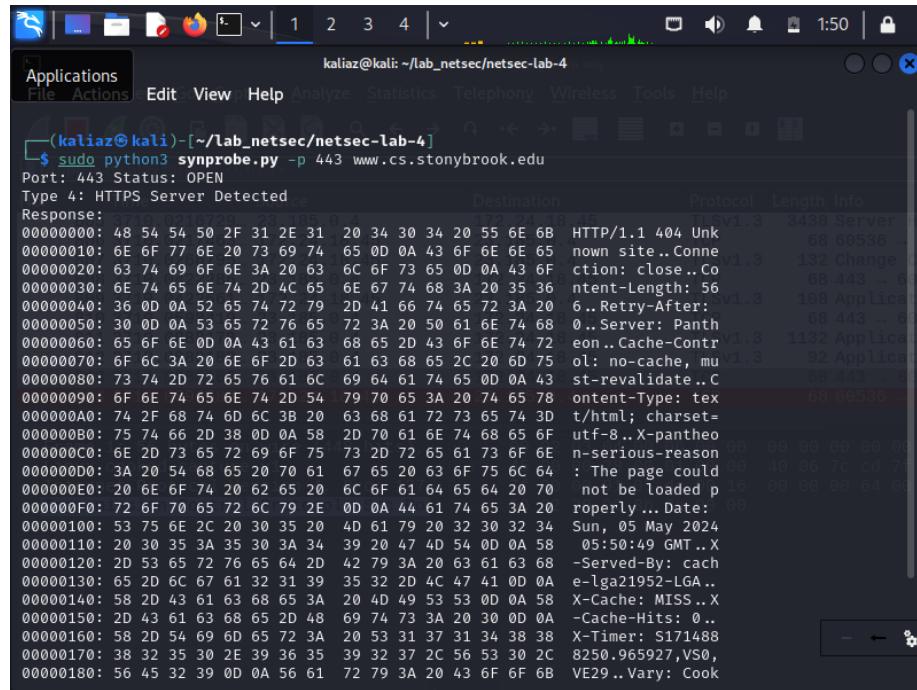 1 2 3 4 1:50
kaliaz@kali: ~/lab_netsec/netsec-lab-4
Applications
File Actions Edit View Help Analyze Statistics Telephony Wireless Tools Help
(kaliaz㉿kali)-[~/lab_netsec/netsec-lab-4]
$ sudo python3 synprobe.py -p 443 www.cs.stonybrook.edu
Port: 443 Status: OPEN
Type 4: HTTPS Server Detected
Destination Protocol Length Info
Response:
00000000: 48 54 54 50 2F 31 2E 31 20 34 30 34 20 55 6E 6B HTTP/1.1 404 Unk
00000010: 6E 6F 77 6E 20 73 69 74 65 0D 0A 43 6F 6E 6E 65 nown site..Conne
00000020: 63 74 69 6F 6E 3A 20 63 6C 6F 73 65 0D 0A 43 6F ction: close..Co
00000030: 6E 74 65 6E 74 2D 4C 65 6E 67 74 68 3A 20 35 36 ntent-Length: 56
00000040: 36 0D 0A 52 65 74 72 79 2D 41 66 74 65 72 3A 20 6..Retry-After:
00000050: 30 0D 0A 53 65 72 76 65 72 3A 20 50 61 6E 74 68 0..Server: Panth
00000060: 65 6F 6E 0D 0A 43 61 63 68 65 2D 43 6F 6E 74 72 eon..Cache-Contr
00000070: 6F 6C 3A 20 6E 6F 2D 63 61 63 68 65 2C 20 6D 75 ol: no-cache, mu
00000080: 73 74 2D 72 65 76 61 6C 69 64 61 74 65 0D 0A 43 st-revalidate..C
00000090: 6F 6E 74 65 6E 74 2D 54 79 70 65 3A 20 74 65 78 ontent-Type: tex
000000A0: 74 2F 68 74 6D 6C 3B 20 63 68 61 72 73 65 74 3D t/html; charset=
000000B0: 75 74 66 2D 38 0D 0A 58 2D 70 61 6E 74 68 65 6F utf-8..X-pantheo
000000C0: 6E 2D 73 65 72 69 6F 75 73 2D 72 65 61 73 6F 6E n-serious-reason
000000D0: 3A 20 54 68 65 20 70 61 67 65 20 63 6F 75 6C 64 : The page could
000000E0: 20 6E 6F 74 20 62 65 20 6C 6F 61 64 65 64 20 70 not be loaded p
000000F0: 72 6F 70 65 72 6C 79 2E 0D 0A 44 61 74 65 3A 20 roperly...Date:
00000100: 53 75 6E 2C 20 30 35 20 4D 61 79 20 32 30 32 34 Sun, 05 May 2024
00000110: 20 30 35 3A 35 30 3A 34 39 20 47 4D 54 0D 0A 58 05:50:49 GMT..X
00000120: 2D 53 65 72 76 65 64 2D 42 79 3A 20 63 61 63 68 -Served-By: cach
00000130: 65 2D 6C 67 61 32 31 39 35 32 2D 4C 47 41 0D 0A e-lga21952-LGA..
00000140: 58 2D 43 61 63 68 65 3A 20 4D 49 53 53 0D 0A 58 X-Cache: MISS..X
00000150: 2D 43 61 63 68 65 2D 48 69 74 73 3A 20 30 0D 0A -Cache-Hits: 0..
00000160: 58 2D 54 69 6D 65 72 3A 20 53 31 37 31 34 38 38 X-Timer: S171488
00000170: 38 32 35 30 2E 39 36 35 39 32 37 2C 56 53 30 2C 8250.965927,VS0,
00000180: 56 45 32 39 0D 0A 56 61 72 79 3A 20 43 6F 6F 6B VE29..Vary: Cook